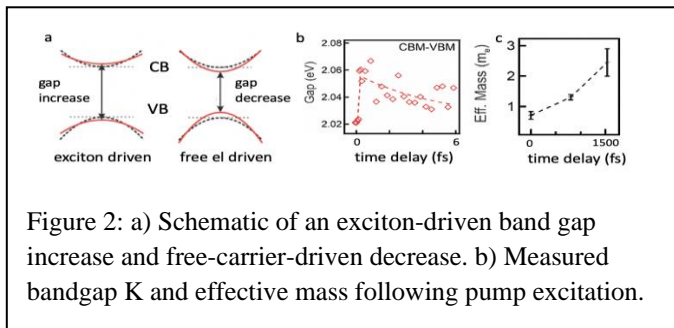 a
CB
gap
increase
gap
decrease
VB
exciton driven
free el driven
b
CBM-VBM
Gap (eV)
2.08
2.06
2.04
2.02
0
2
4
6
time delay (fs)
c
Eff. Mass (mₐ)
3
2
1
0
1500
time delay (fs)
Figure 2: a) Schematic of an exciton-driven band gap
increase and free-carrier-driven decrease. b) Measured
bandgap K and effective mass following pump excitation.